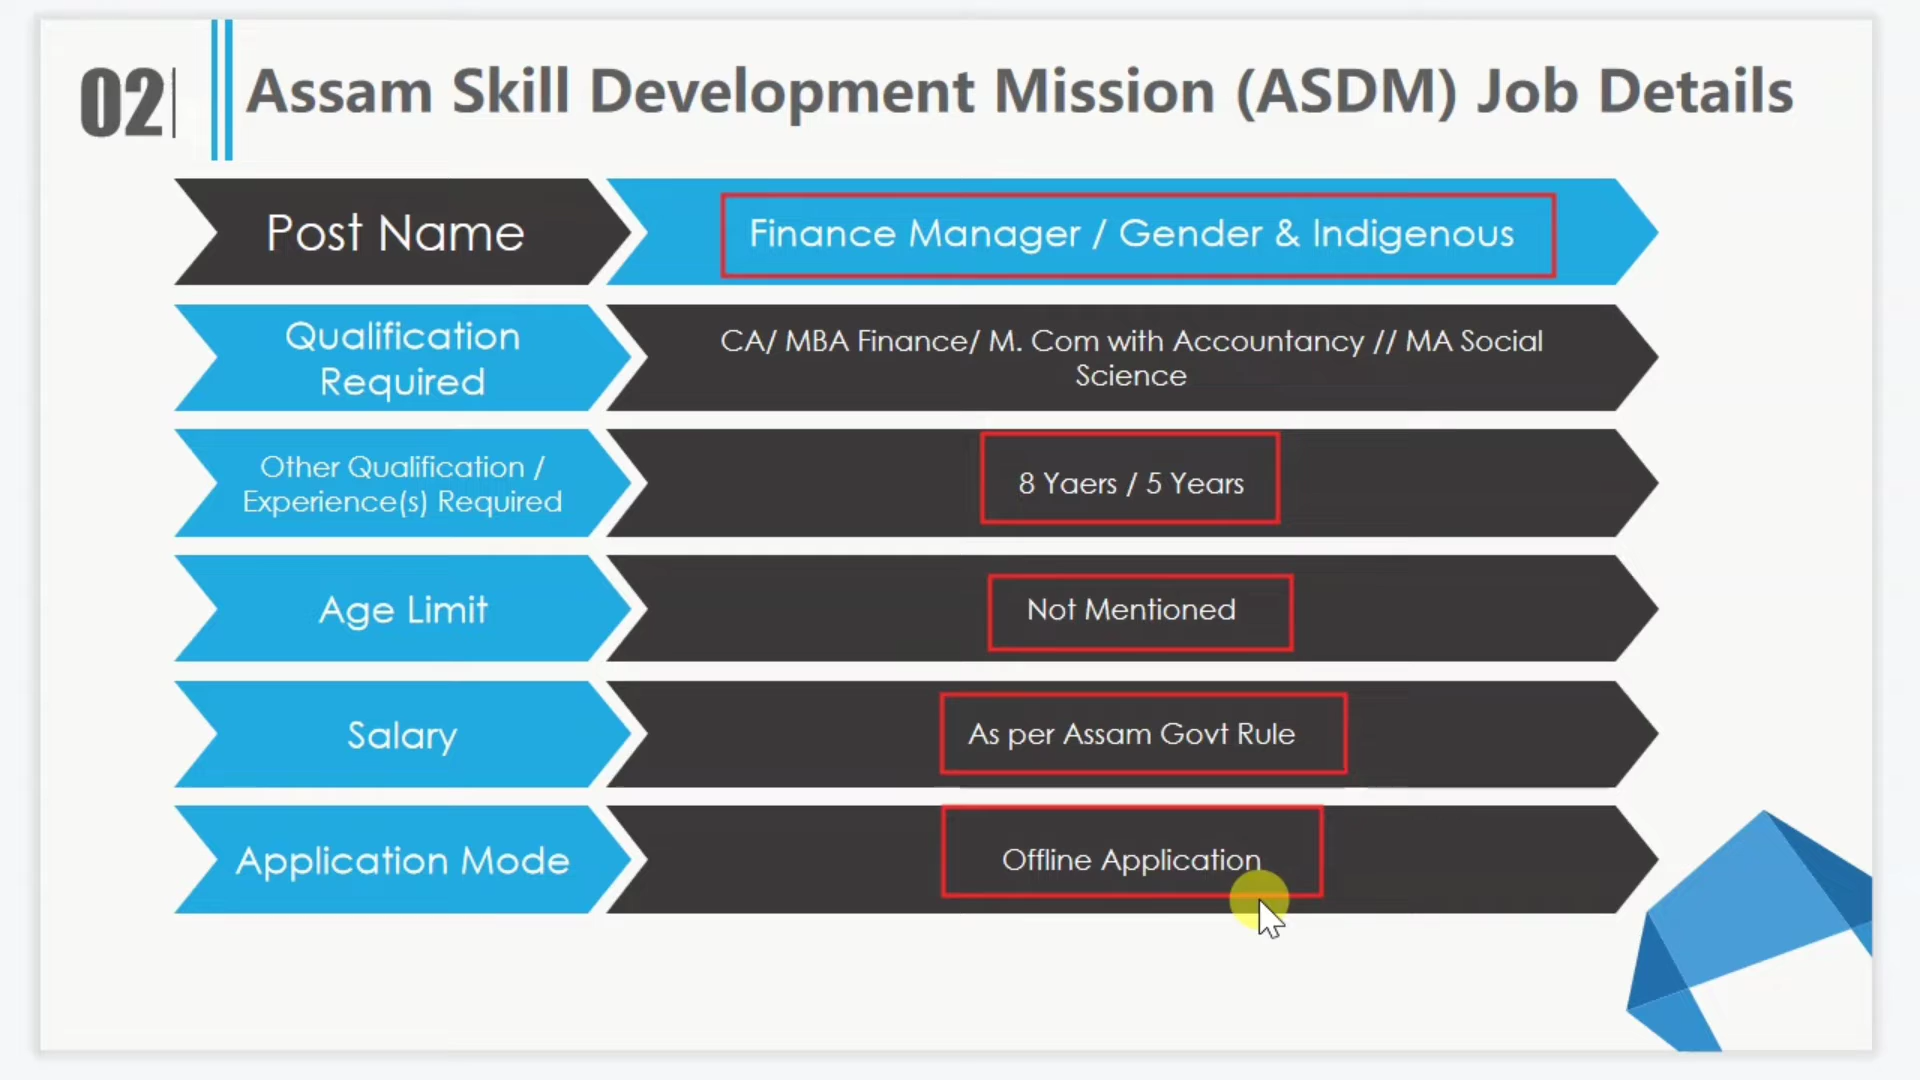 02
Assam Skill Development Mission (ASDM) Job Details
Post Name
Finance Manager / Gender & Indigenous
Qualification
Required
CA/ MBA Finance/ M. Com with Accountancy // MA Social
Science
Other Qualification /
Experience(s) Required
8 Yaers / 5 Years
Age Limit
Not Mentioned
Salary
As per Assam Govt Rule
Application Mode
Offline Application